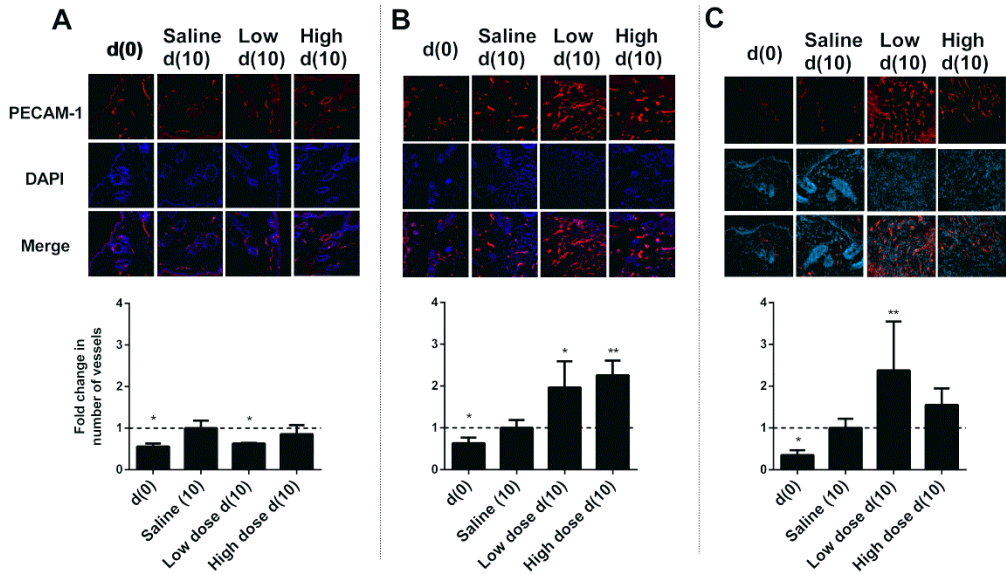 A
B
C
d(0)
Saline
d(10)
Low
d(10)
High
d(10)
d(0)
Saline
d(10)
Low
d(10)
High
d(10)
d(0)
Saline
d(10)
Low
d(10)
High
d(10)
PECAM-1
DAPI
Merge
Fold change in
number of vessels
4
3
2
1
0
*
*
d(0)
Saline (10)
Low dose d(10)
High dose d(10)
4
3
2
1
0
*
*
**
d(0)
Saline (10)
Low dose d(10)
High dose d(10)
4
3
2
1
0
*
**
d(0)
Saline (10)
Low dose d(10)
High dose d(10)